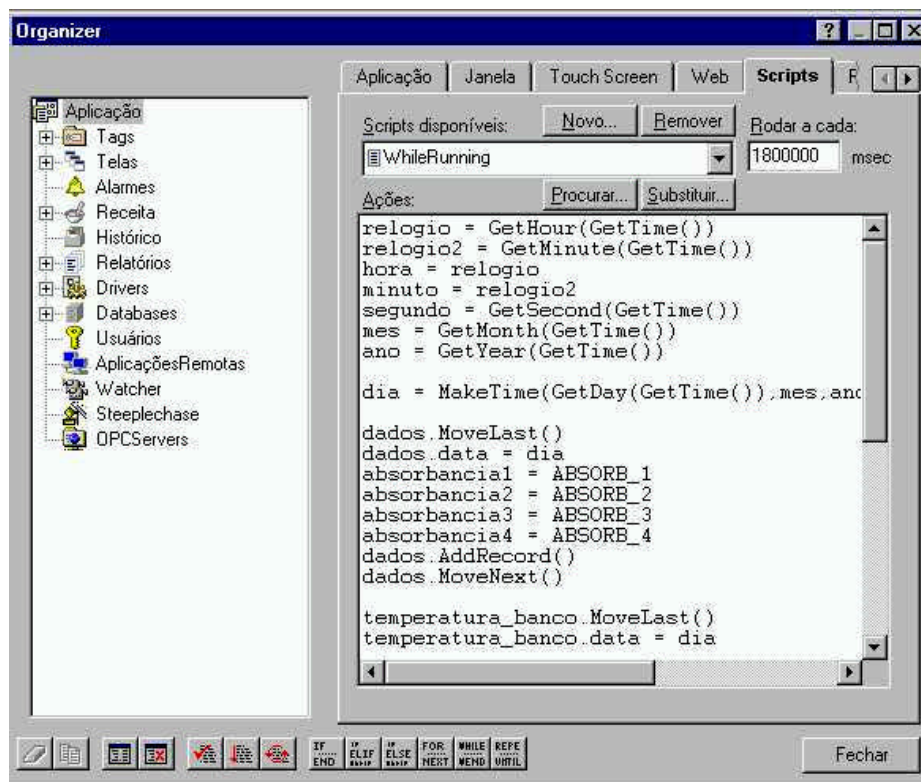 Organizer
Aplicação
Tags
Telas
Alarmes
Receita
Histórico
Relatórios
Drivers
Databases
Usuários
AplicaçõesRemotas
Watcher
Steeplechase
OPCServers
Aplicação Janela Touch Screen Web Scripts
Scripts disponíveis: Novo... Remover Rodar a cada:
WhileRunning 1800000 msec
Ações: Procurar... Substituir...
relogio = GetHour(GetTime())
relogio2 = GetMinute(GetTime())
hora = relogio
minuto = relogio2
segundo = GetSecond(GetTime())
mes = GetMonth(GetTime())
ano = GetYear(GetTime())
dia = MakeTime(GetDay(GetTime()),mes,ano
dados.MoveLast()
dados.data = dia
absorbancia1 = ABSORB_1
absorbancia2 = ABSORB_2
absorbancia3 = ABSORB_3
absorbancia4 = ABSORB_4
dados.AddRecord()
dados.MoveNext()
temperatura_banco.MoveLast()
temperatura_banco.data = dia
IF END IF ELIF IF ELSE FOR NEXT WHILE WEND REPE UNTIL
Fechar